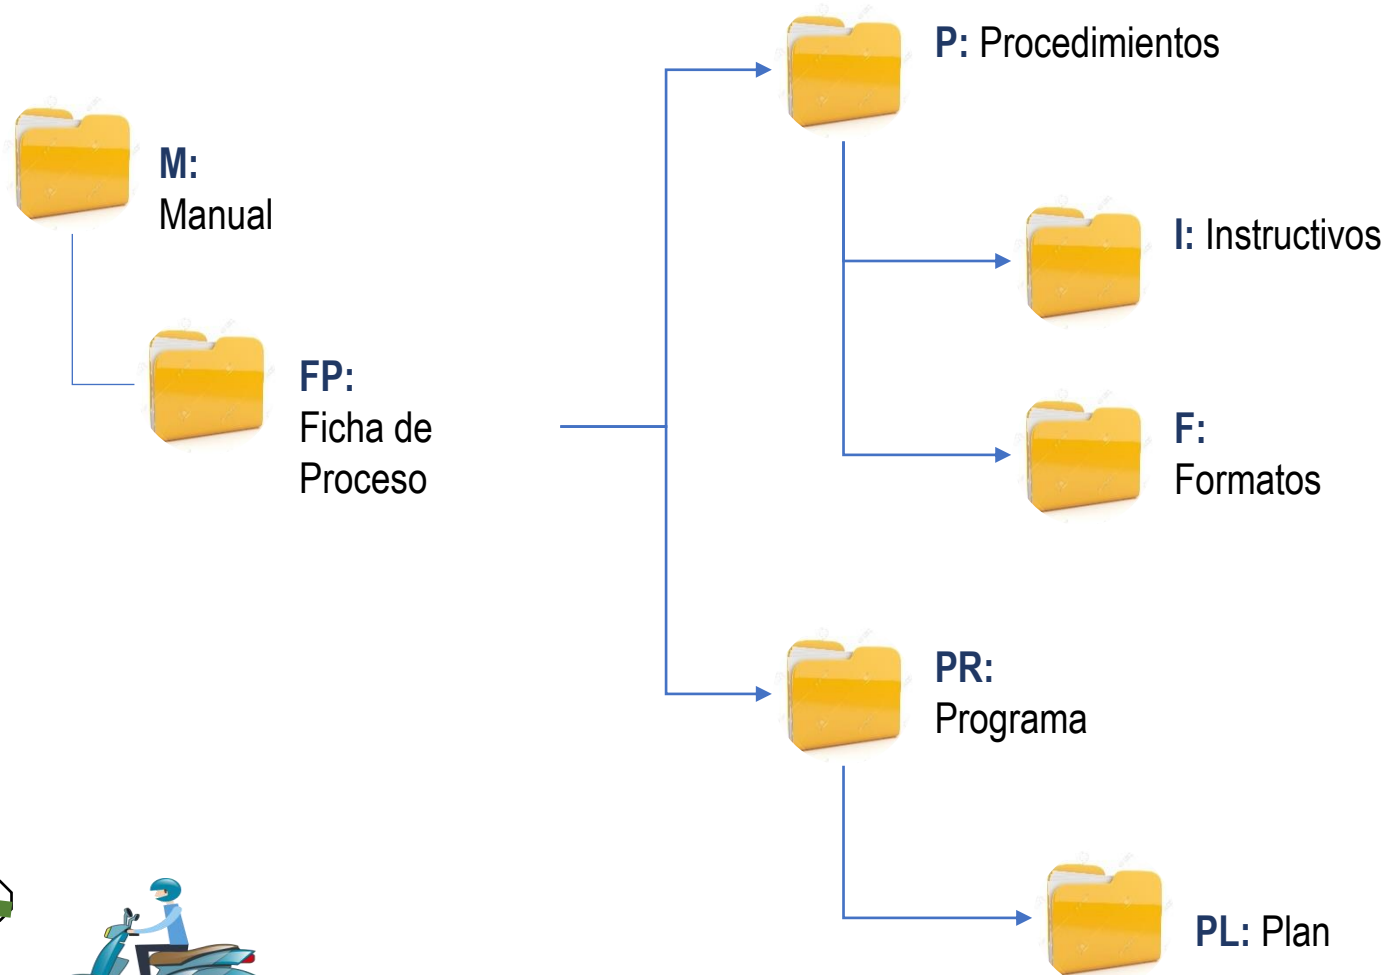 P: Procedimientos
M:
Manual
I: Instructivos
FP:
Ficha de
Proceso
F:
Formatos
PR:
Programa
PL: Plan